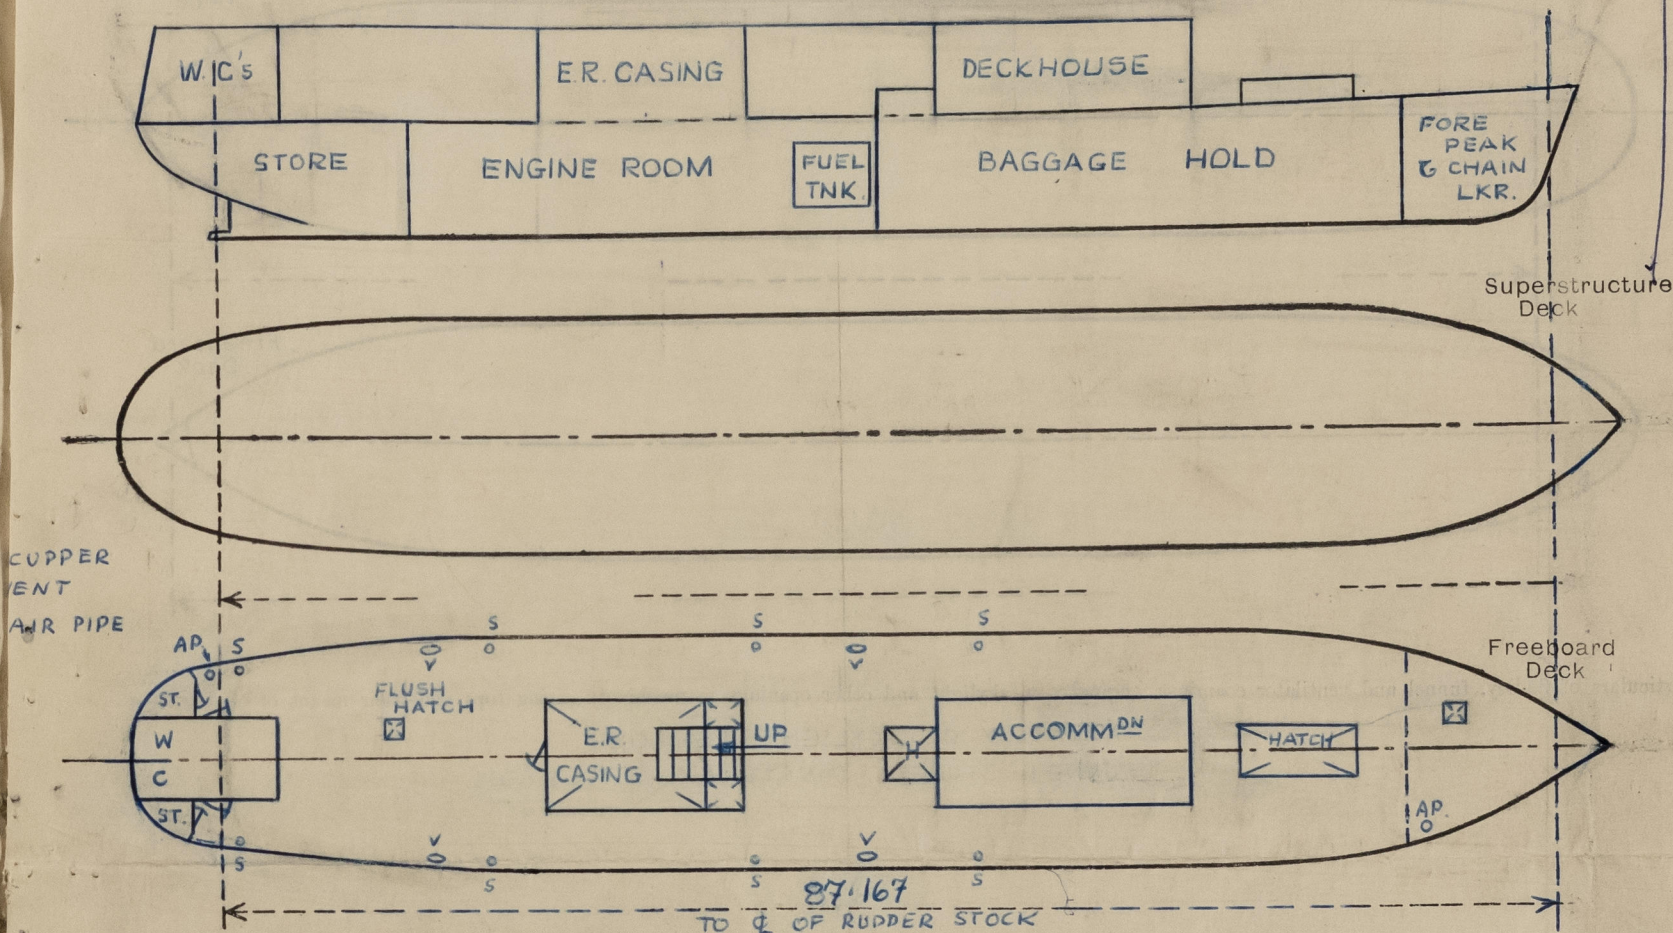 W.C's
E.R. CASING
DECKHOUSE
STORE
ENGINE ROOM
FUEL
TNK.
BAGGAGE HOLD
FORE
PEAK
& CHAIN
LKR.
Superstructure
Deck
CUPPER
ENT
AIR PIPE
AP.
S
S
S
S
V
V
Freeboard
Deck
ST.
FLUSH
HATCH
W
C
E.R.
CASING
UP
H
ACCOMMDN
HATCH
ST.
AP.
V
V
S
S
S
S
87.167
TO ℄ OF RUDDER STOCK